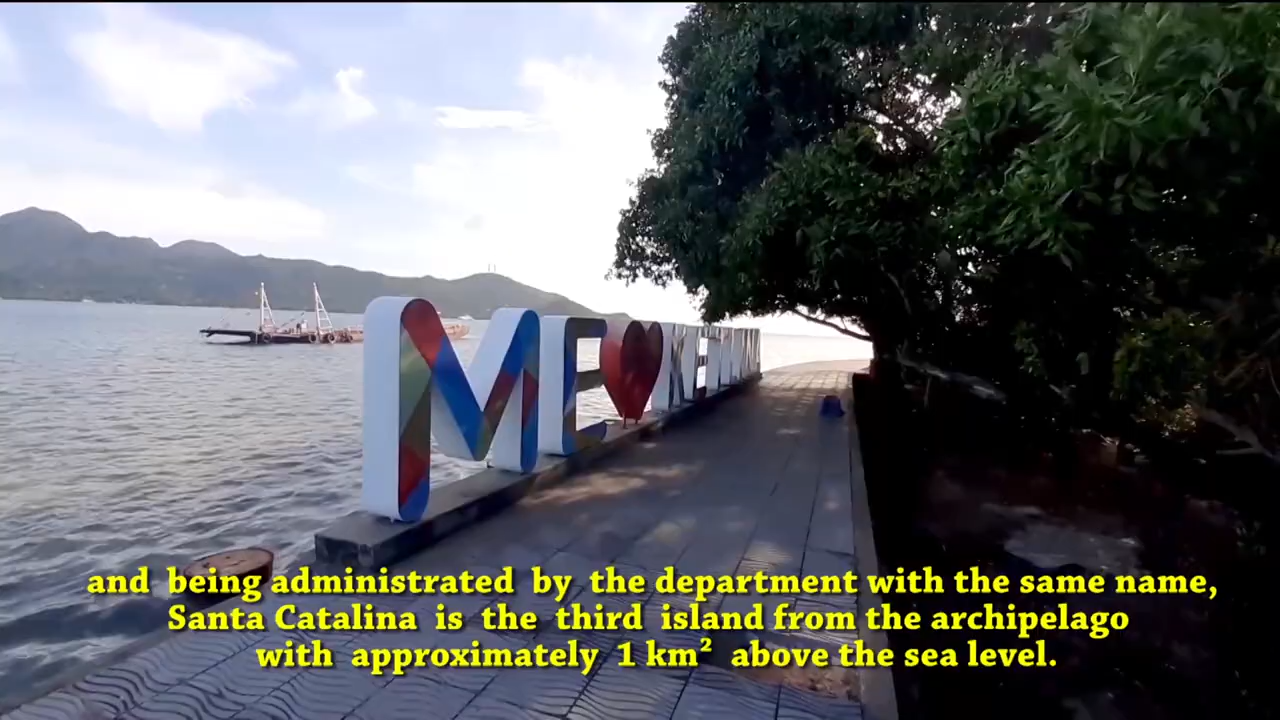 ME ♥
and being administrated by the department with the same name,
Santa Catalina is the third island from the archipelago
with approximately 1 km² above the sea level.